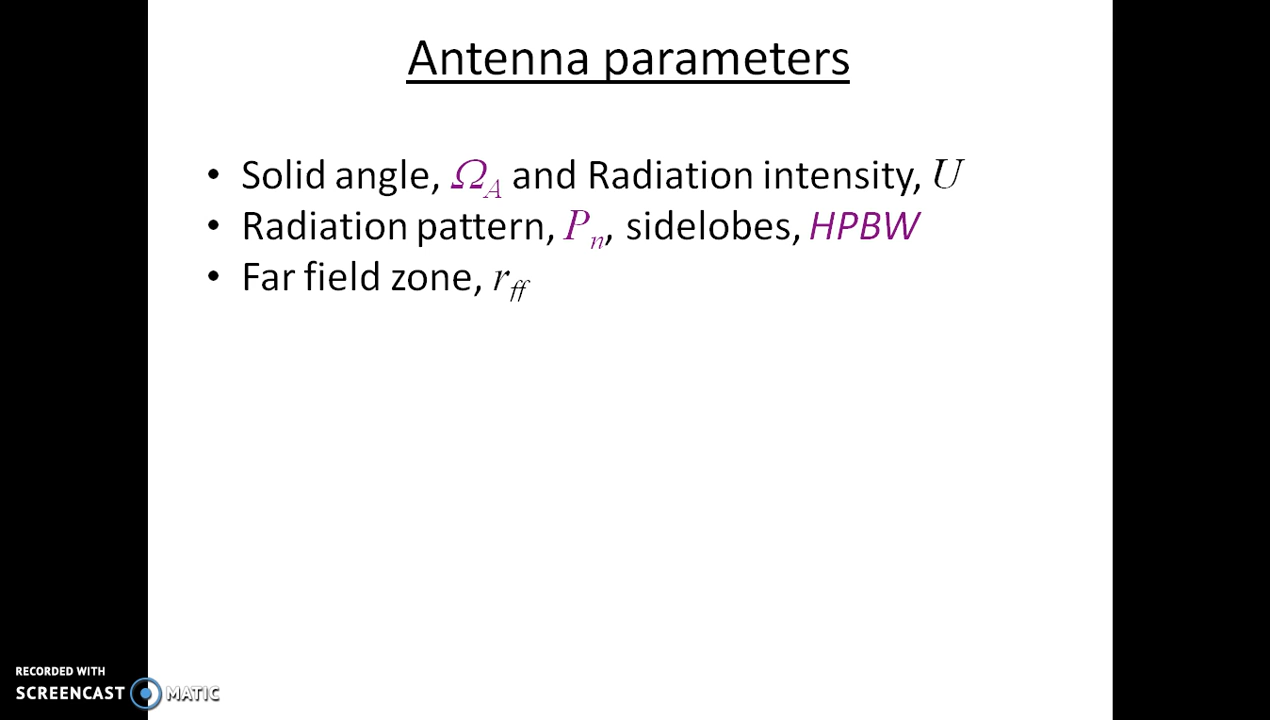 Antenna parameters
• Solid angle, Ω_A and Radiation intensity, U
• Radiation pattern, P_n, sidelobes, HPBW
• Far field zone, r_ff
RECORDED WITH
SCREENCAST MATIC